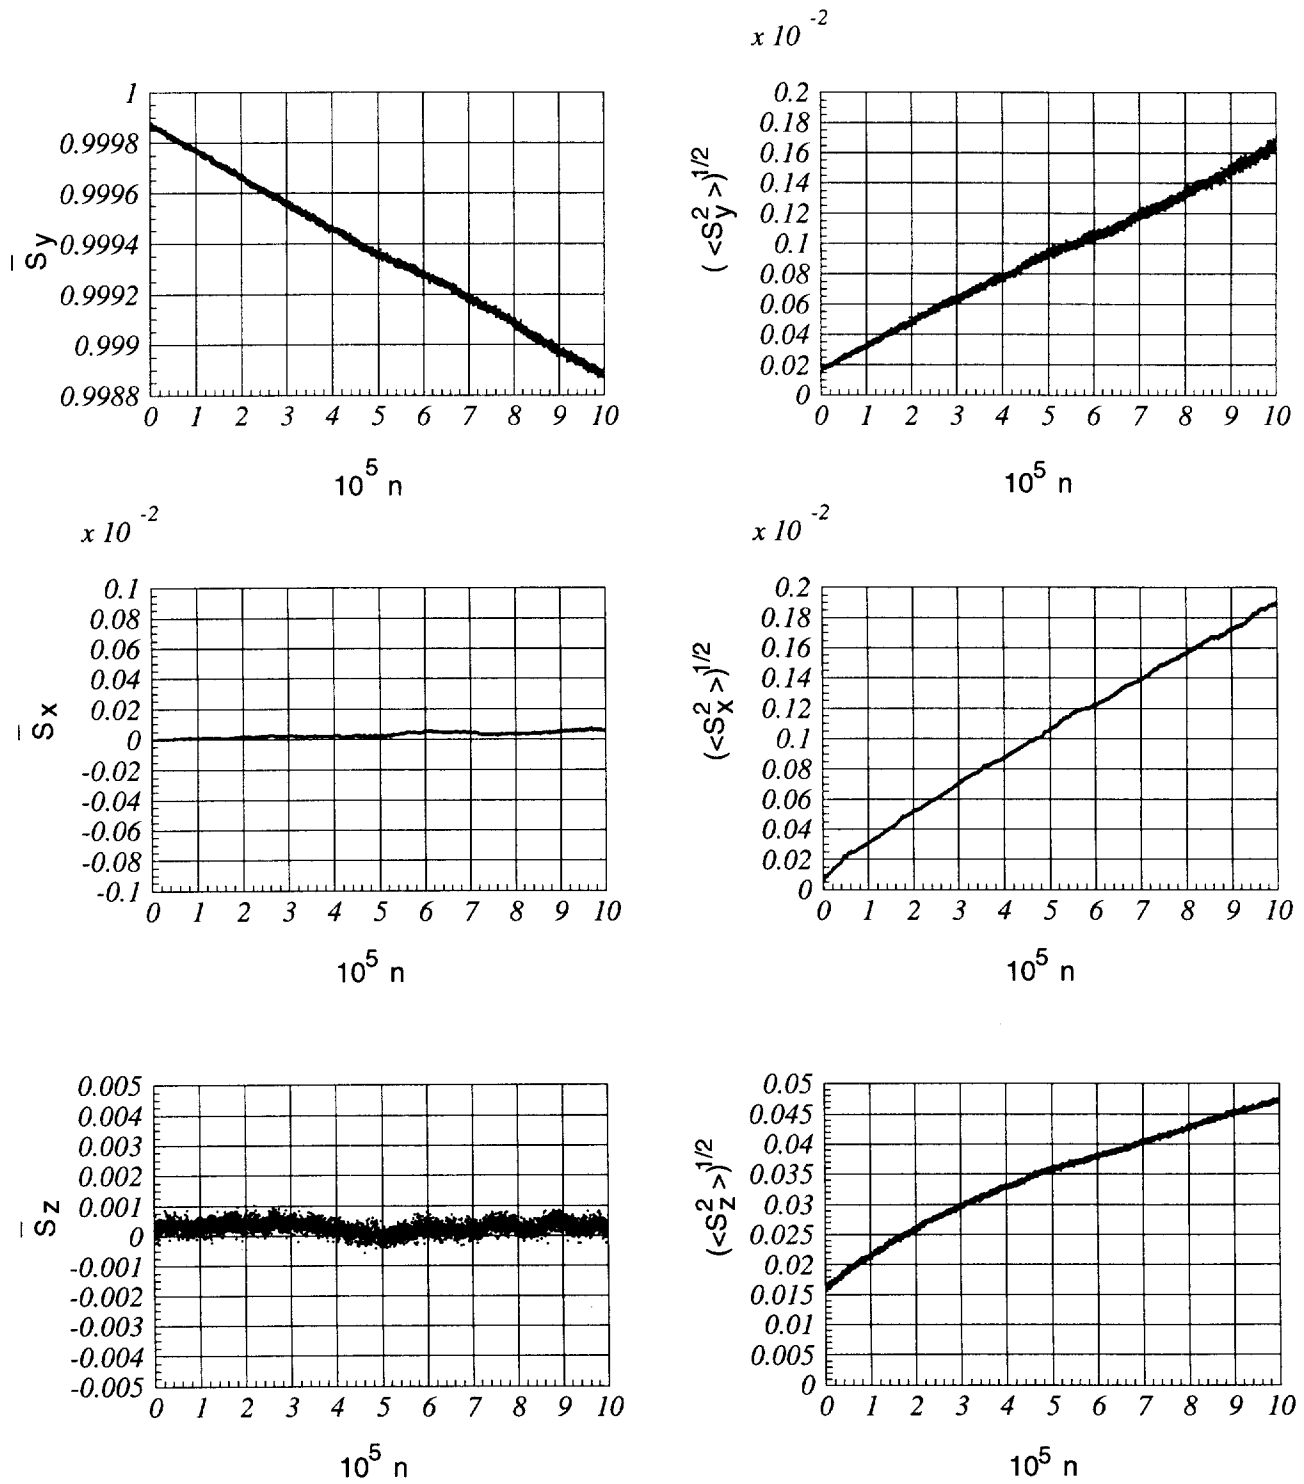 x 10 -2
1
0.9998
0.9996
0.9994
0.9992
0.999
0.9988
S̅y
0 1 2 3 4 5 6 7 8 9 10
10^5 n
0.2
0.18
0.16
0.14
0.12
0.1
0.08
0.06
0.04
0.02
0
(<S_y^2>)^1/2
0 1 2 3 4 5 6 7 8 9 10
10^5 n
x 10 -2
0.1
0.08
0.06
0.04
0.02
0
-0.02
-0.04
-0.06
-0.08
-0.1
S̅x
0 1 2 3 4 5 6 7 8 9 10
10^5 n
x 10 -2
0.2
0.18
0.16
0.14
0.12
0.1
0.08
0.06
0.04
0.02
0
(<S_x^2>)^1/2
0 1 2 3 4 5 6 7 8 9 10
10^5 n
0.005
0.004
0.003
0.002
0.001
0
-0.001
-0.002
-0.003
-0.004
-0.005
S̅z
0 1 2 3 4 5 6 7 8 9 10
10^5 n
0.05
0.045
0.04
0.035
0.03
0.025
0.02
0.015
0.01
0.005
0
(<S_z^2>)^1/2
0 1 2 3 4 5 6 7 8 9 10
10^5 n